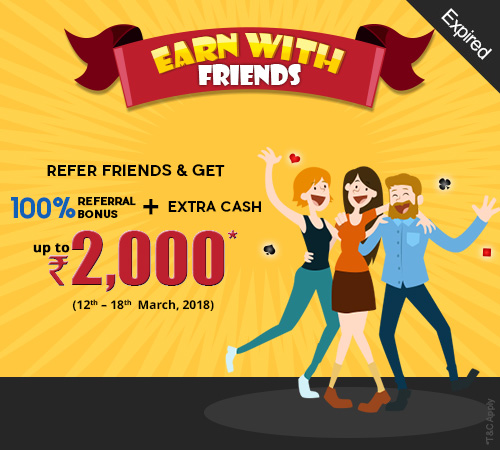 Expired
EARN WITH
FRIENDS
REFER FRIENDS & GET
100% REFERRAL BONUS + EXTRA CASH
up to ₹2,000*
(12th – 18th March, 2018)
*T&C Apply